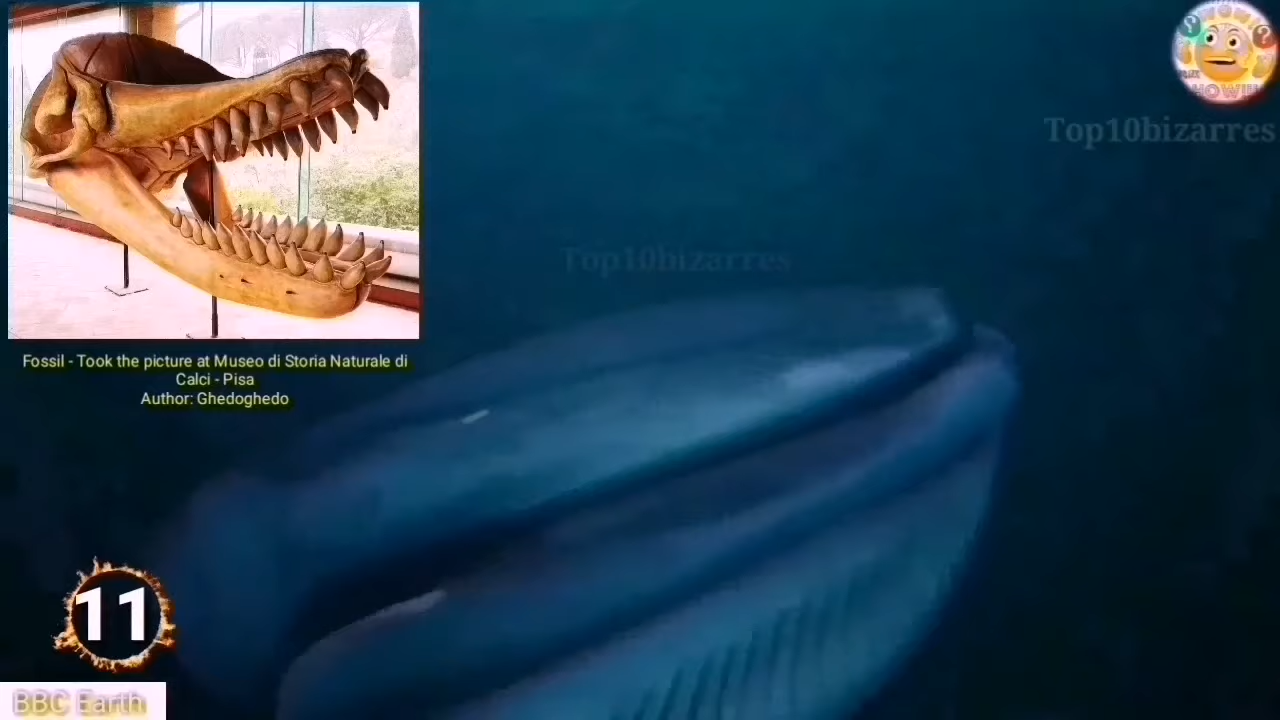 Top10bizarres
Top10bizarres
Fossil - Took the picture at Museo di Storia Naturale di
Calci - Pisa
Author: Ghedoghedo
11
BBC Earth